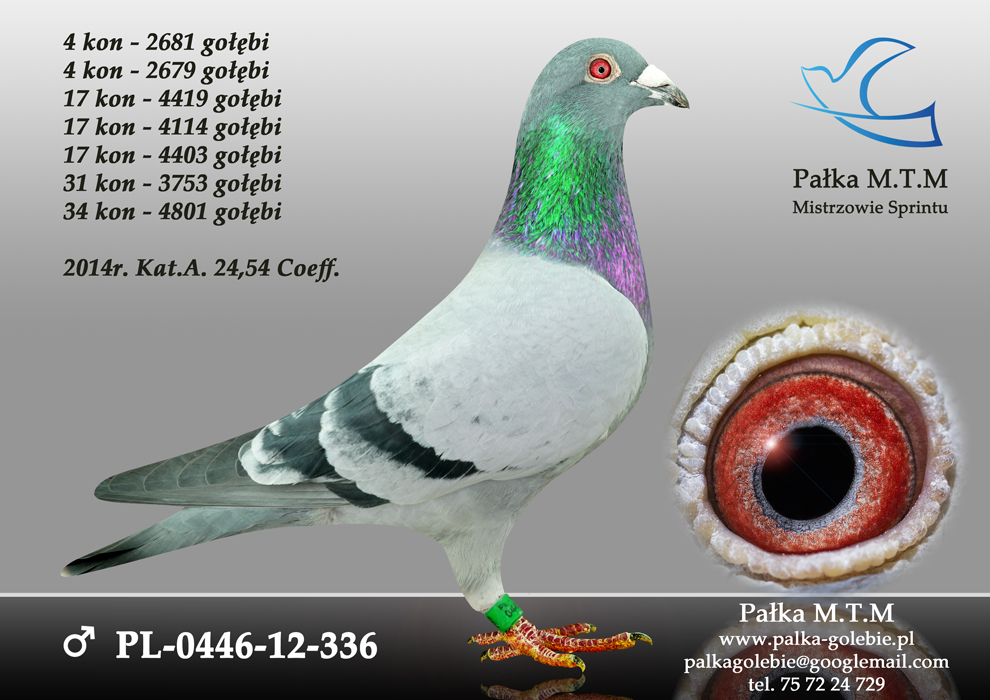 4 kon - 2681 gołębi
4 kon - 2679 gołębi
17 kon - 4419 gołębi
17 kon - 4114 gołębi
17 kon - 4403 gołębi
31 kon - 3753 gołębi
34 kon - 4801 gołębi
2014r. Kat.A. 24,54 Coeff.
Pałka M.T.M
Mistrzowie Sprintu
♂ PL-0446-12-336
Pałka M.T.M
www.palka-golebie.pl
palkagolebie@googlemail.com
tel. 75 72 24 729